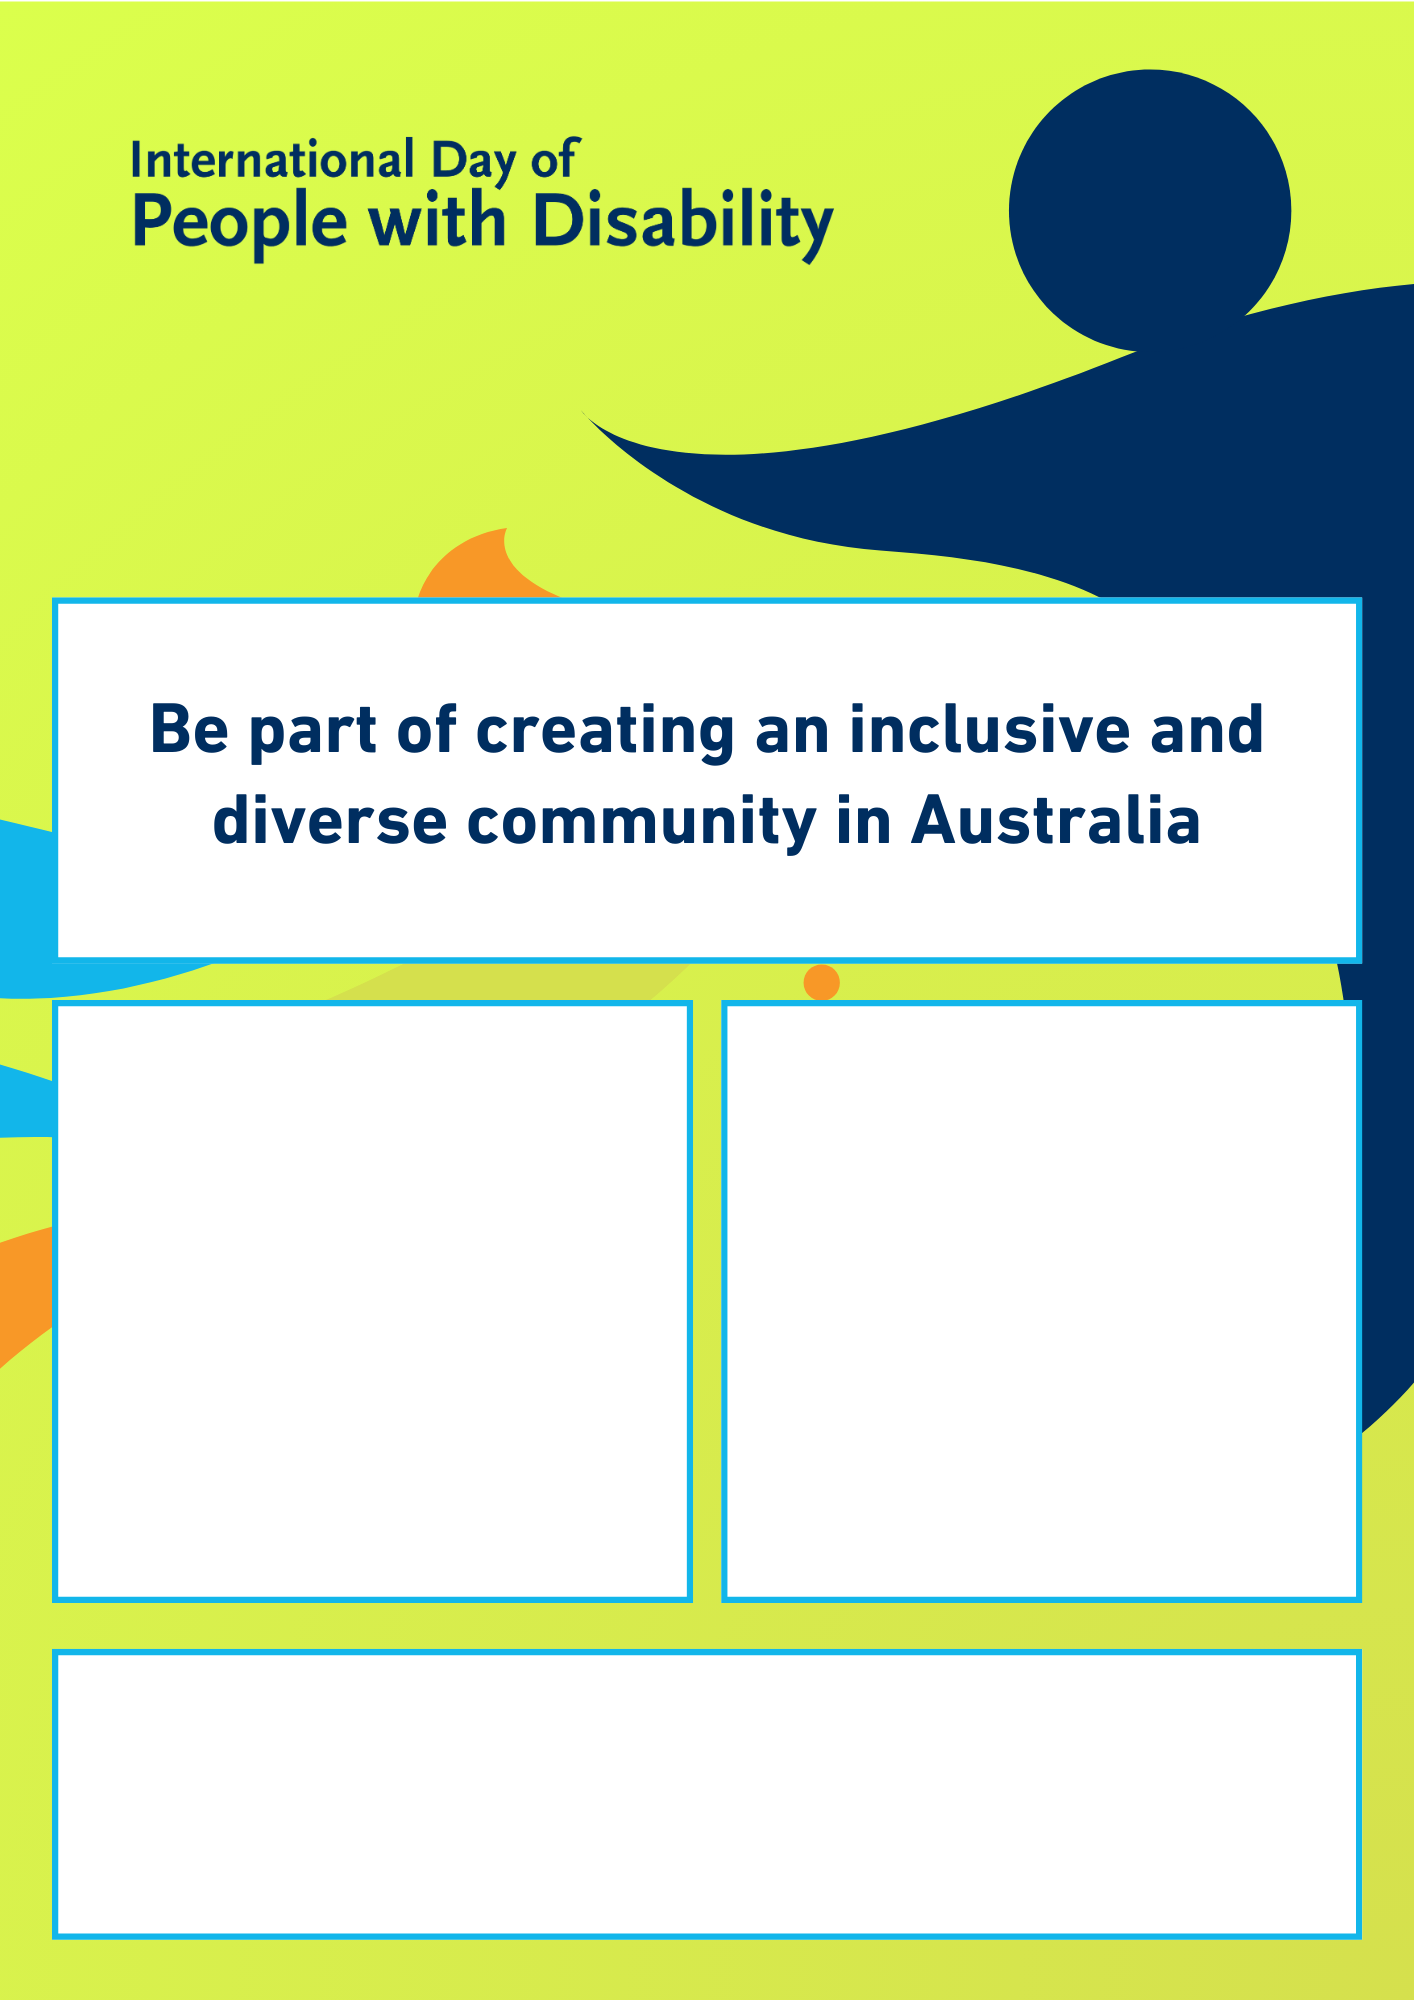 International Day of
People with Disability
Be part of creating an inclusive and
diverse community in Australia